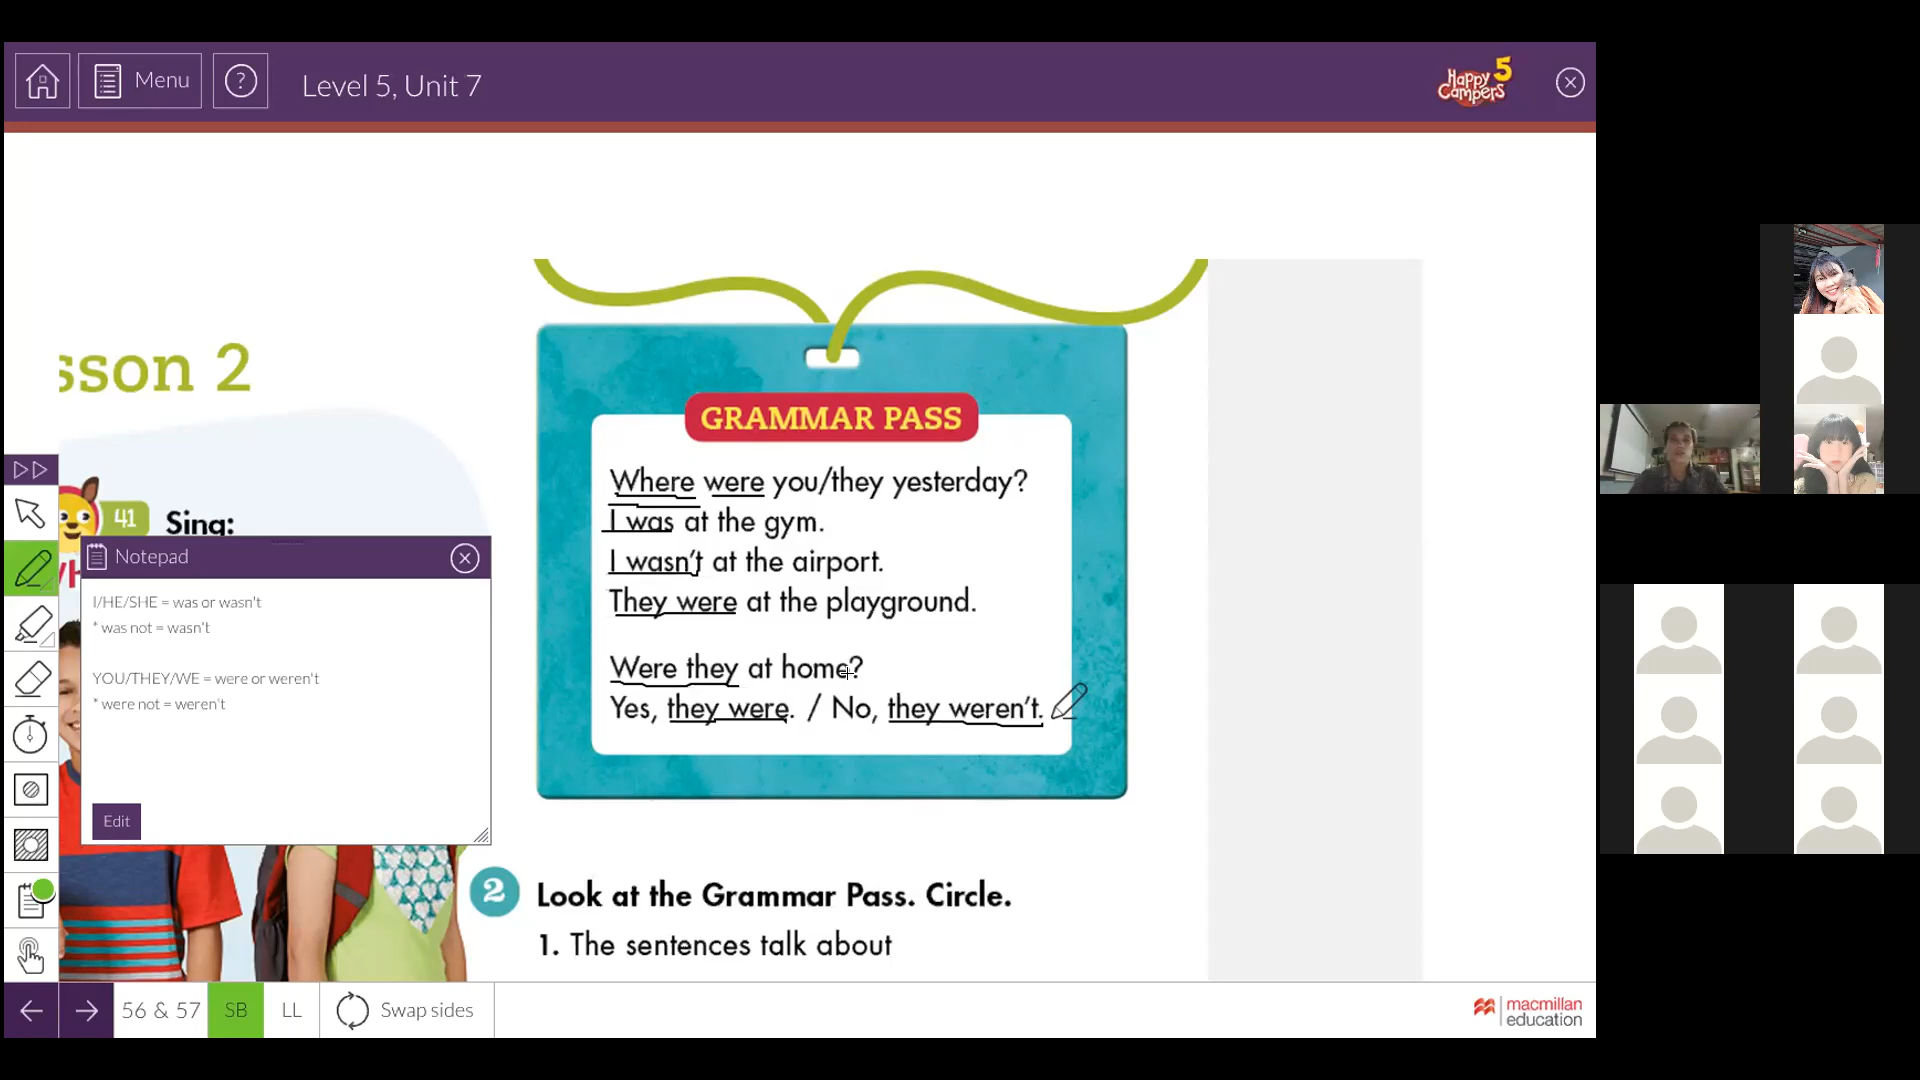 Menu
?
Level 5, Unit 7
Happy Campers 5
sson 2
GRAMMAR PASS
Where were you/they yesterday?
I was at the gym.
I wasn't at the airport.
They were at the playground.
Were they at home?
Yes, they were. / No, they weren't.
41 Sing:
Notepad
I/HE/SHE = was or wasn't
* was not = wasn't
YOU/THEY/WE = were or weren't
* were not = weren't
Edit
2 Look at the Grammar Pass. Circle.
1. The sentences talk about
56 & 57
SB
LL
Swap sides
macmillan
education